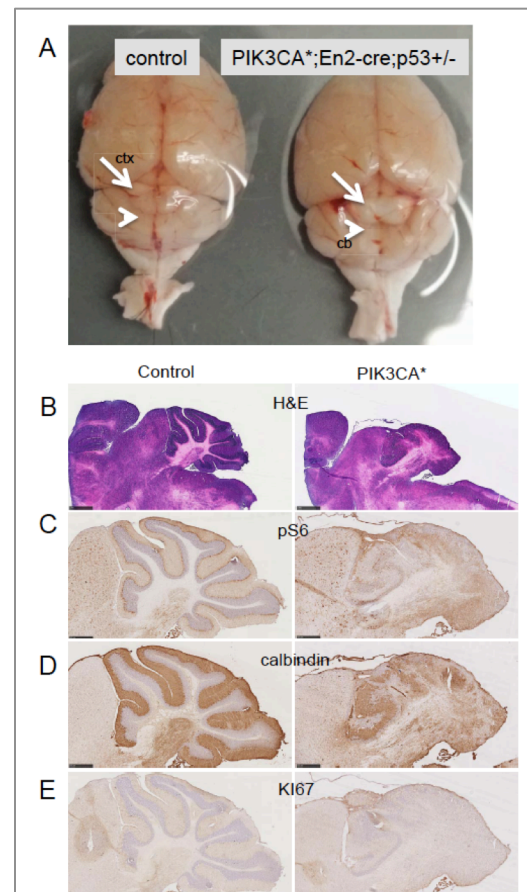 A
control
PIK3CA*;En2-cre;p53+/-
ctx
cb
Control
PIK3CA*
B
H&E
C
pS6
D
calbindin
E
KI67